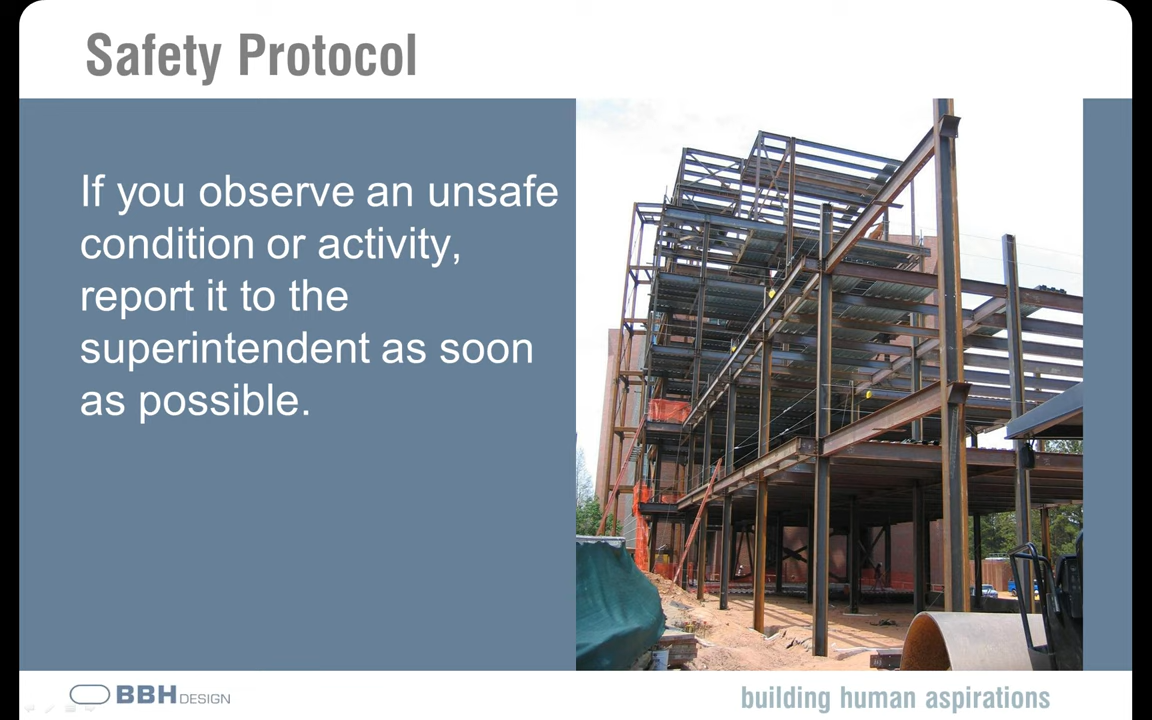 Safety Protocol
If you observe an unsafe
condition or activity,
report it to the
superintendent as soon
as possible.
BBH DESIGN
building human aspirations